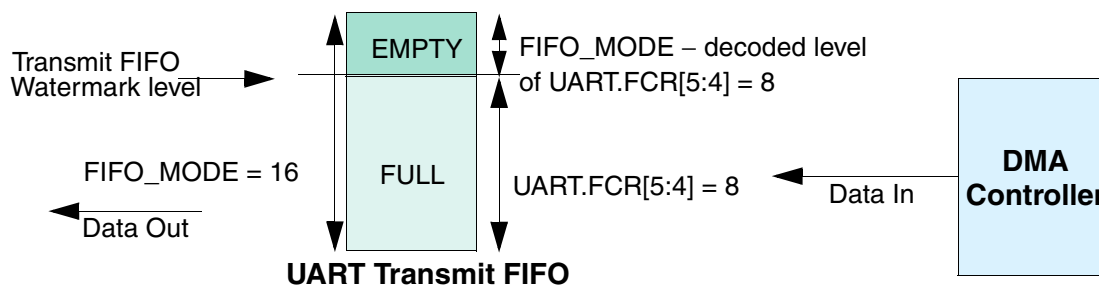 EMPTY
FIFO_MODE – decoded level
of UART.FCR[5:4] = 8
Transmit FIFO
Watermark level
FIFO_MODE = 16
FULL
UART.FCR[5:4] = 8
DMA
Controller
Data In
Data Out
UART Transmit FIFO